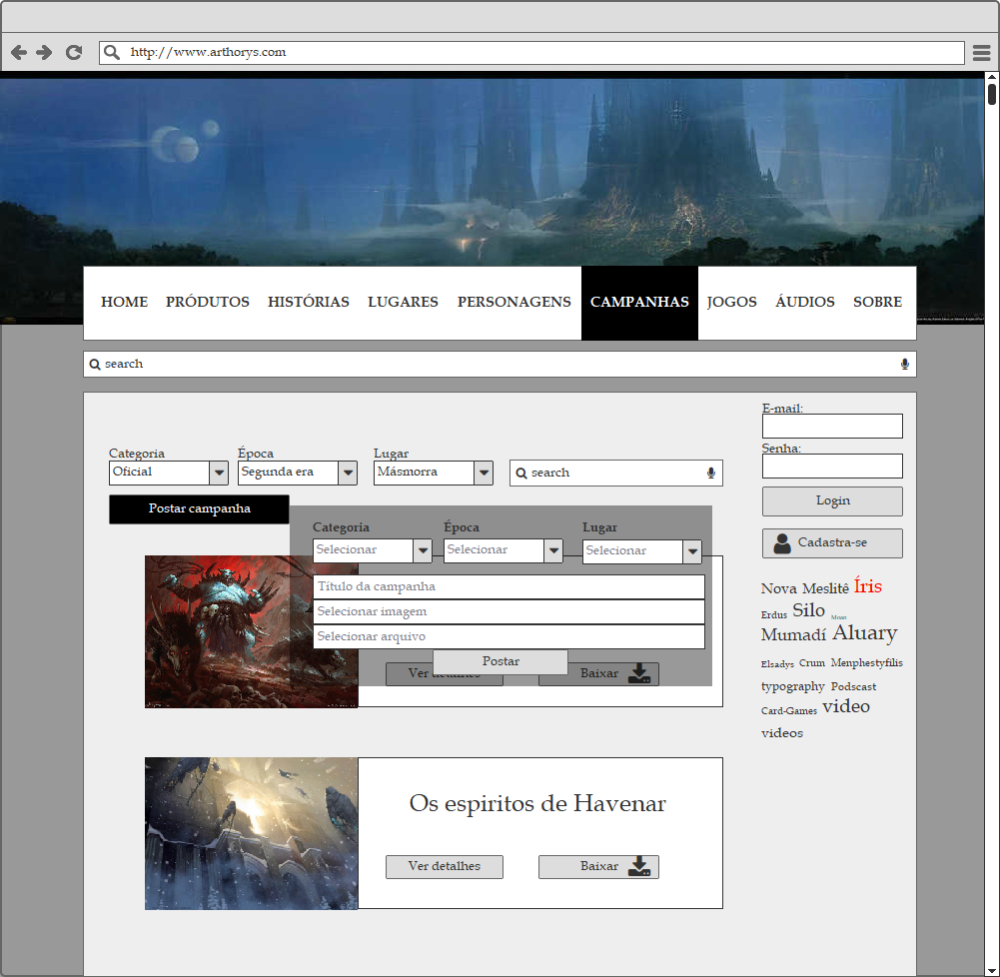 http://www.arthorys.com
HOME PRÓDUTOS HISTÓRIAS LUGARES PERSONAGENS CAMPANHAS JOGOS ÁUDIOS SOBRE
search
E-mail:
Senha:
Login
Cadastra-se
Categoria Época Lugar
Oficial Segunda era Másmorra search
Postar campanha
Categoria Época Lugar
Selecionar Selecionar Selecionar
Título da campanha
Selecionar imagem
Selecionar arquivo
Postar
Ver detalhes Baixar
Nova Meslitê Íris
Erdus Silo
Mumadí Aluary
Elsadys Crum Menphestyfilis
typography Podscast
Card-Games video
videos
Os espiritos de Havenar
Ver detalhes Baixar